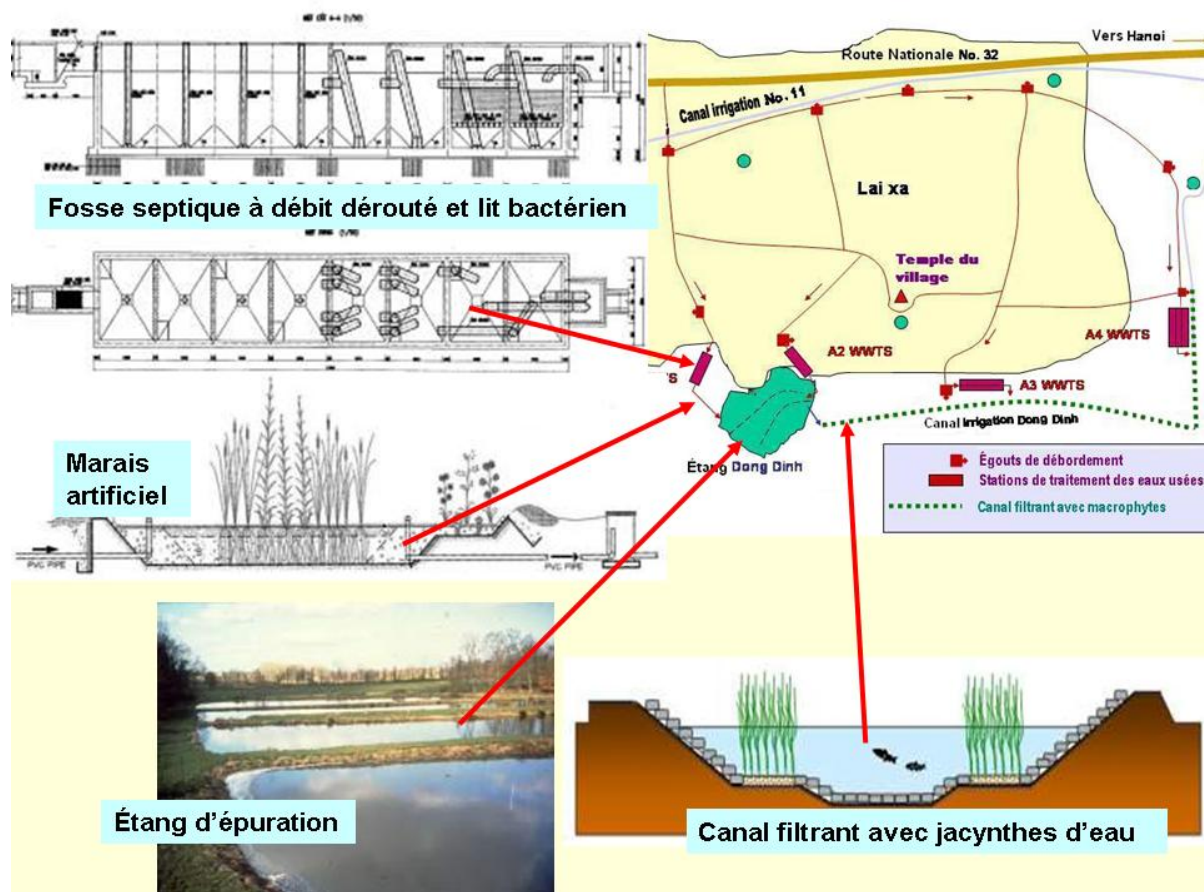 Fosse septique à débit dérouté et lit bactérien
Vers Hanoi
Route Nationale No. 32
Canal irrigation No. 11
Lai xa
Temple du
village
A4 WWTS
A2 WWTS
A3 WWTS
Canal irrigation Dong Dinh
Étang Dong Dinh
Égouts de débordement
Stations de traitement des eaux usées
Canal filtrant avec macrophytes
Marais
artificiel
PVC PIPE
PVC PIPE
Étang d'épuration
Canal filtrant avec jacynthes d'eau